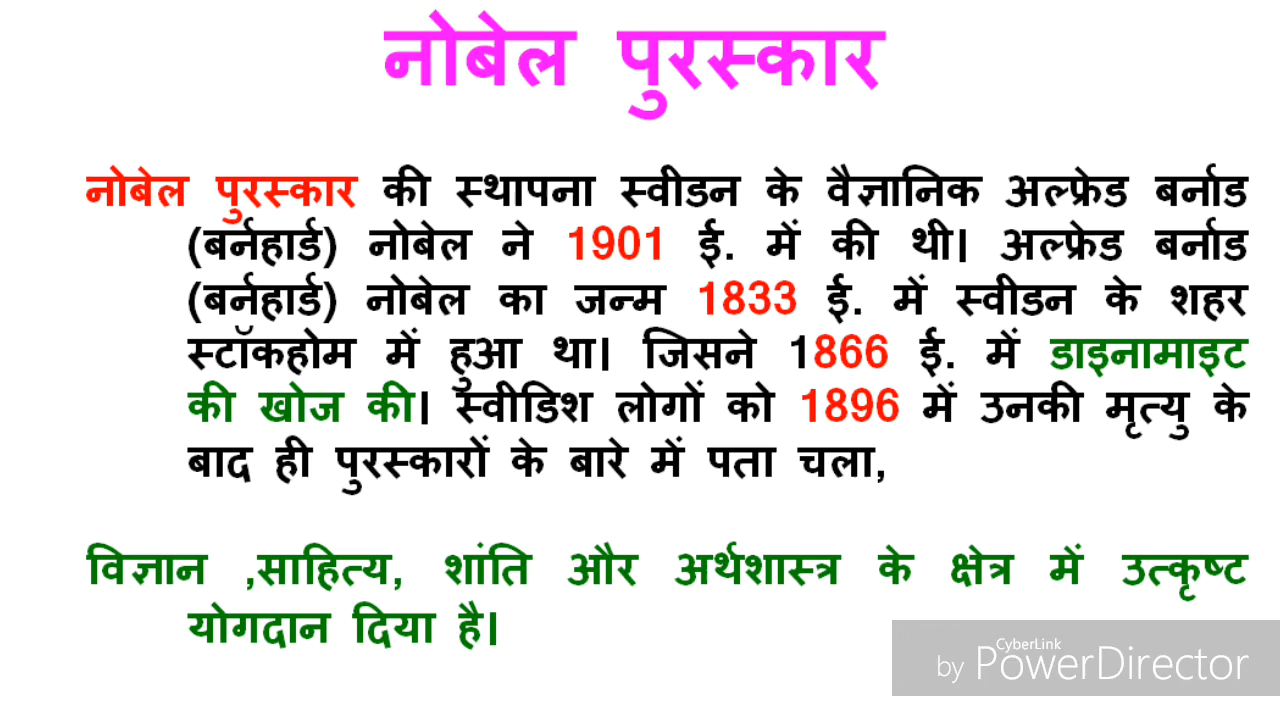 नोबेल पुरस्कार
नोबेल पुरस्कार की स्थापना स्वीडन के वैज्ञानिक अल्फ्रेड बर्नाड
(बर्नहार्ड) नोबेल ने 1901 ई. में की थी। अल्फ्रेड बर्नाड
(बर्नहार्ड) नोबेल का जन्म 1833 ई. में स्वीडन के शहर
स्टॉकहोम में हुआ था। जिसने 1866 ई. में डाइनामाइट
की खोज की। स्वीडिश लोगों को 1896 में उनकी मृत्यु के
बाद ही पुरस्कारों के बारे में पता चला,
विज्ञान ,साहित्य, शांति और अर्थशास्त्र के क्षेत्र में उत्कृष्ट
योगदान दिया है।
CyberLink
by PowerDirector